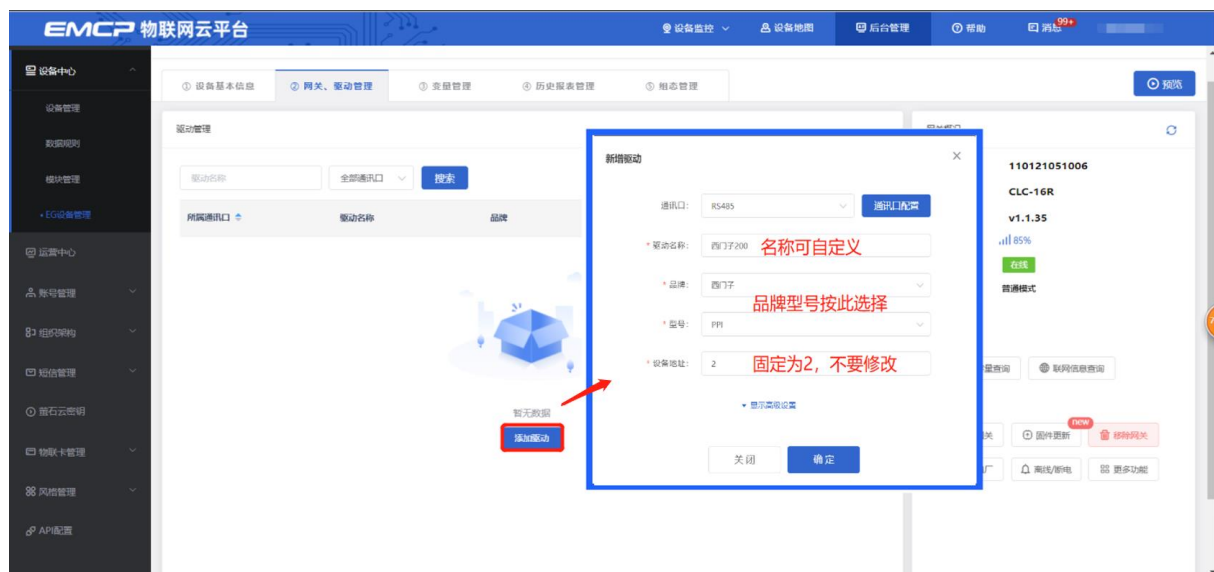 EMCP 物联网云平台
设备监控
设备地图
后台管理
帮助
消息
99+
设备中心
设备管理
数据规则
模块管理
• EG设备管理
运营中心
账号管理
组织架构
短信管理
萤石云密钥
物联卡管理
风格管理
API配置
① 设备基本信息
② 网关、驱动管理
③ 变量管理
④ 历史报表管理
⑤ 组态管理
预览
驱动管理
驱动名称
全部通讯口
搜索
所属通讯口
驱动名称
品牌
暂无数据
添加驱动
新增驱动
通讯口: RS485 通讯口配置
* 驱动名称: 西门子200 名称可自定义
* 品牌: 西门子
品牌型号按此选择
* 型号: PPI
* 设备地址: 2 固定为2，不要修改
显示高级设置
关闭 确定
110121051006
CLC-16R
v1.1.35
85%
在线
普通模式
量查询
联网信息查询
关
固件更新
new
移除网关
厂
离线/断电
更多功能